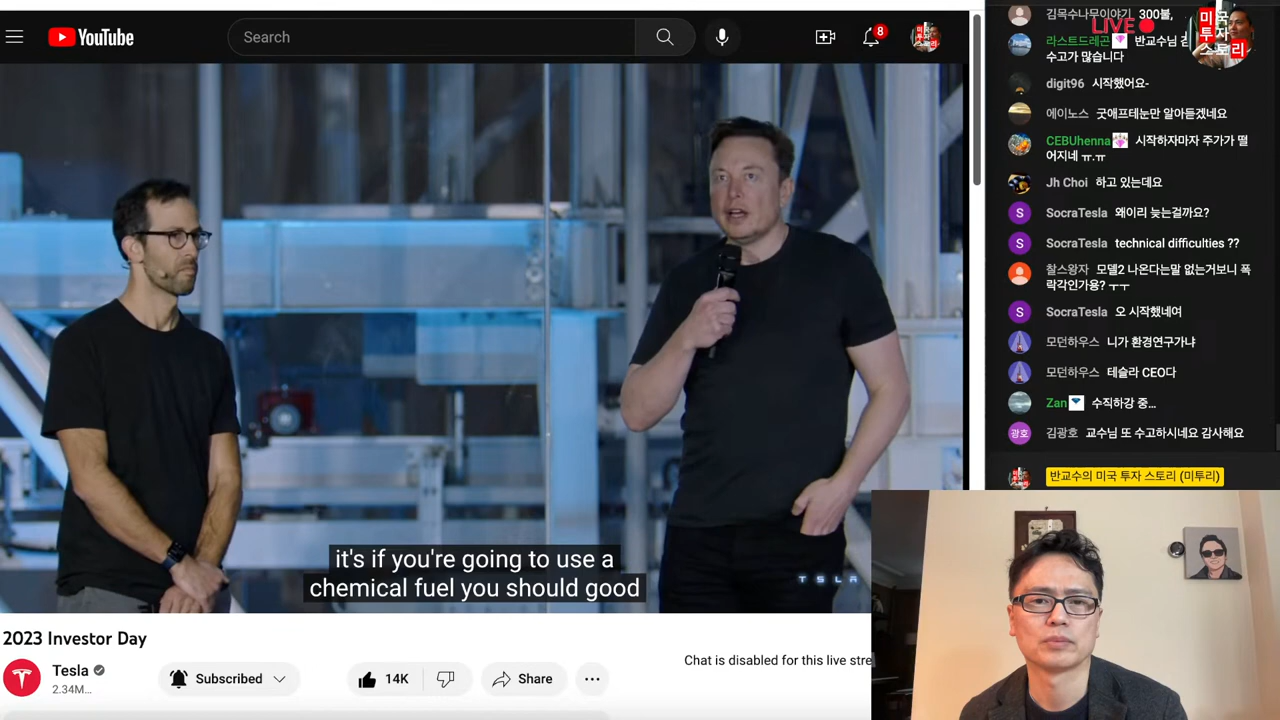 YouTube
Search
8
it's if you're going to use a
chemical fuel you should good
T S L A
2023 Investor Day
Tesla
2.34M...
Subscribed
14K
Share
...
Chat is disabled for this live stre
LIVE
미국
투자
스토리
김목수나무이야기 300불,
라스트드래곤 반교수님
수고가 많습니다
digit96 시작했어요-
에이노스 굿애프테눈만 알아듣겠네요
CEBUhenna 시작하자마자 주가가 떨
어지네 ㅠ.ㅠ
Jh Choi 하고 있는데요
S SocraTesla 왜이리 늦는걸까요?
S SocraTesla technical difficulties ??
찰스왕자 모델2 나온다는말 없는거보니 폭
락각인가용? ㅜㅜ
S SocraTesla 오 시작했네여
모던하우스 니가 환경연구가냐
모던하우스 테슬라 CEO다
Zan 수직하강 중...
광호 김광호 교수님 또 수고하시네요 감사해요
반교수의 미국 투자 스토리 (미투리)